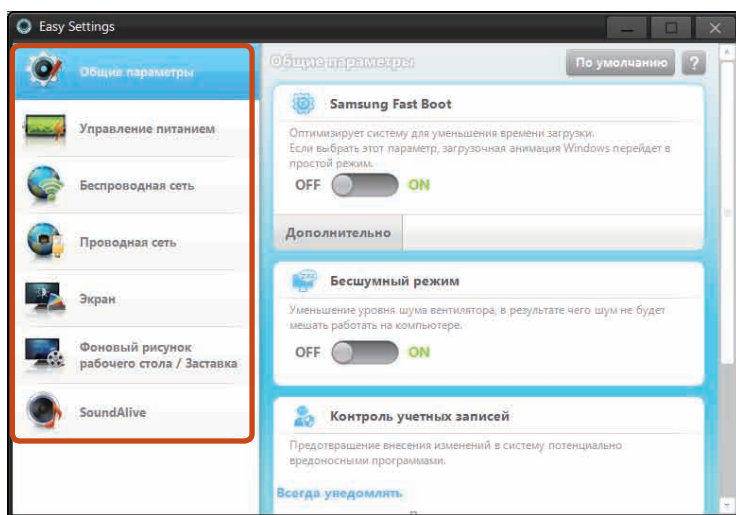 Easy Settings
Общие параметры
Управление питанием
Беспроводная сеть
Проводная сеть
Экран
Фоновый рисунок
рабочего стола / Заставка
SoundAlive
Общие параметры
По умолчанию
?
Samsung Fast Boot
Оптимизирует систему для уменьшения времени загрузки.
Если выбрать этот параметр, загрузочная анимация Windows перейдет в
простой режим.
OFF ON
Дополнительно
Бесшумный режим
Уменьшение уровня шума вентилятора, в результате чего шум не будет
мешать работать на компьютере.
OFF ON
Контроль учетных записей
Предотвращение внесения изменений в систему потенциально
вредоносными программами.
Всегда уведомлять